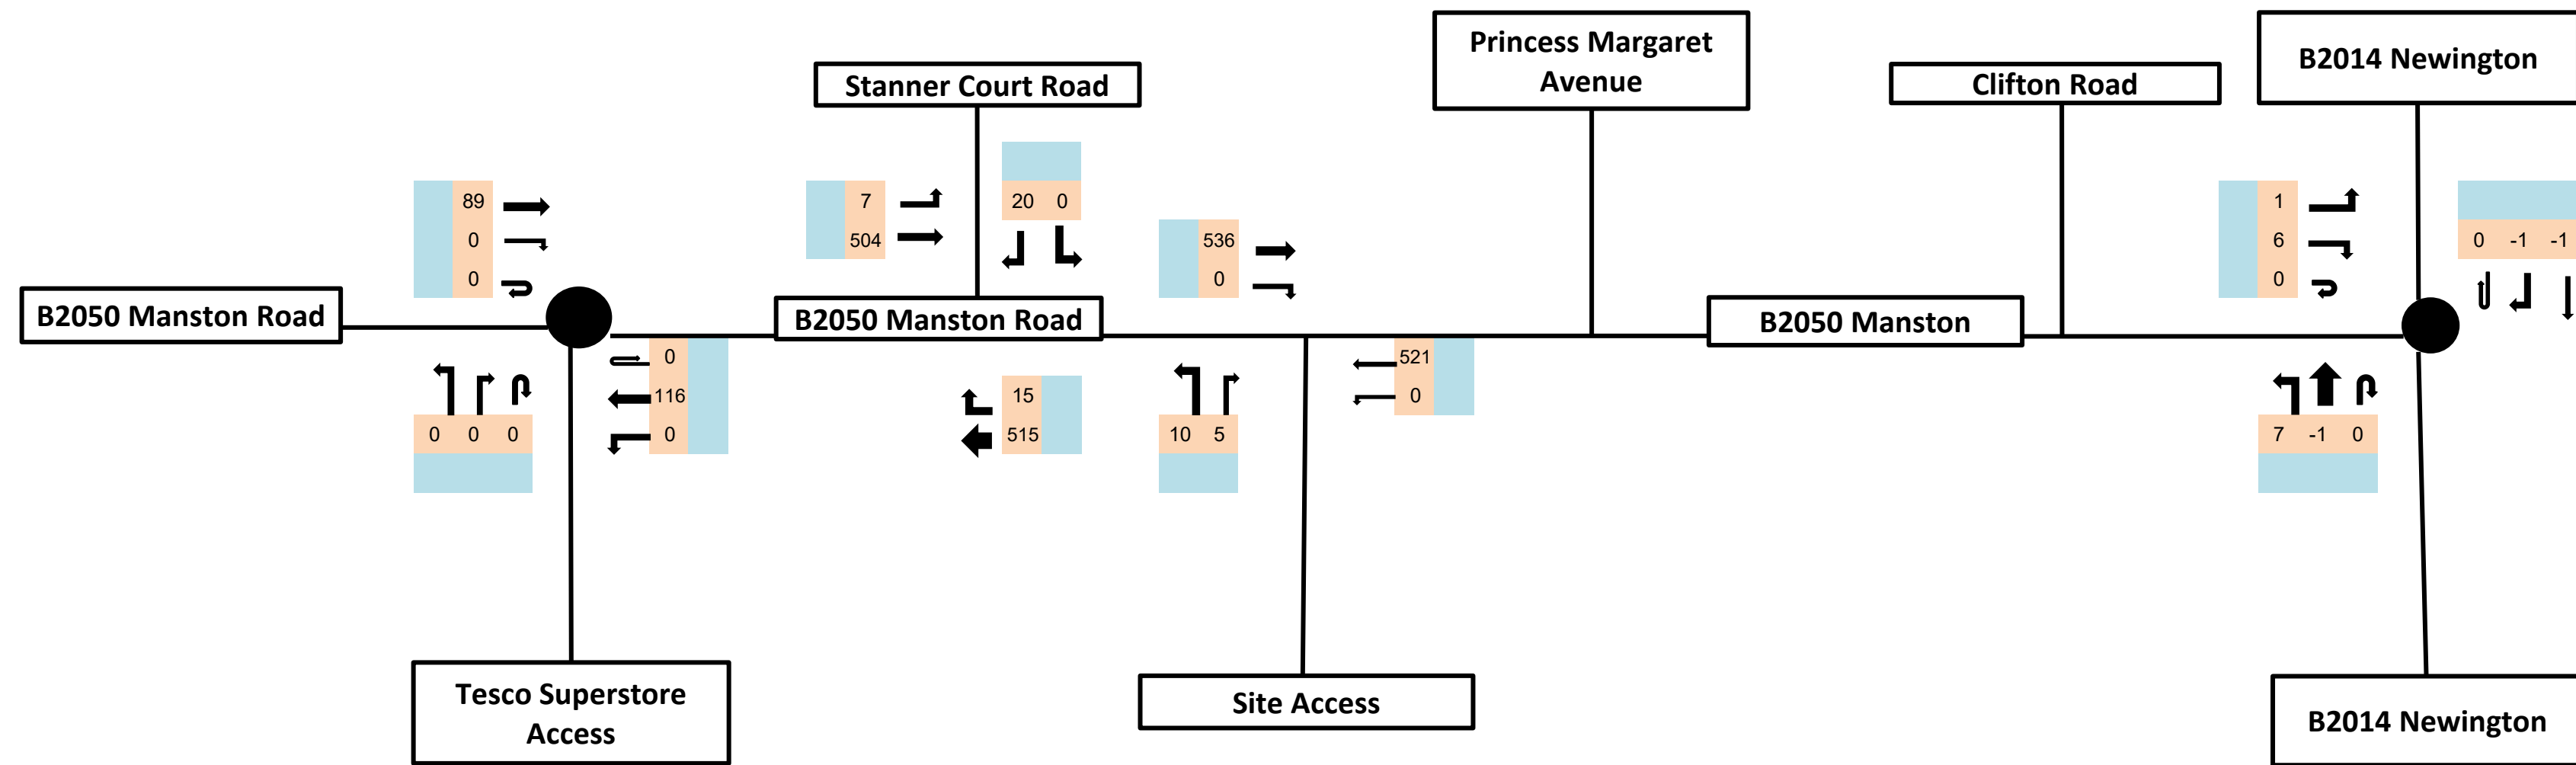 Princess Margaret
Avenue
B2014 Newington
Stanner Court Road
Clifton Road
89
0
0
7
504
20 0
536
0
1
6
0
0 -1 -1
B2050 Manston Road
B2050 Manston Road
B2050 Manston
0
116
0
0 0 0
15
515
10 5
521
0
7 -1 0
Tesco Superstore
Access
Site Access
B2014 Newington